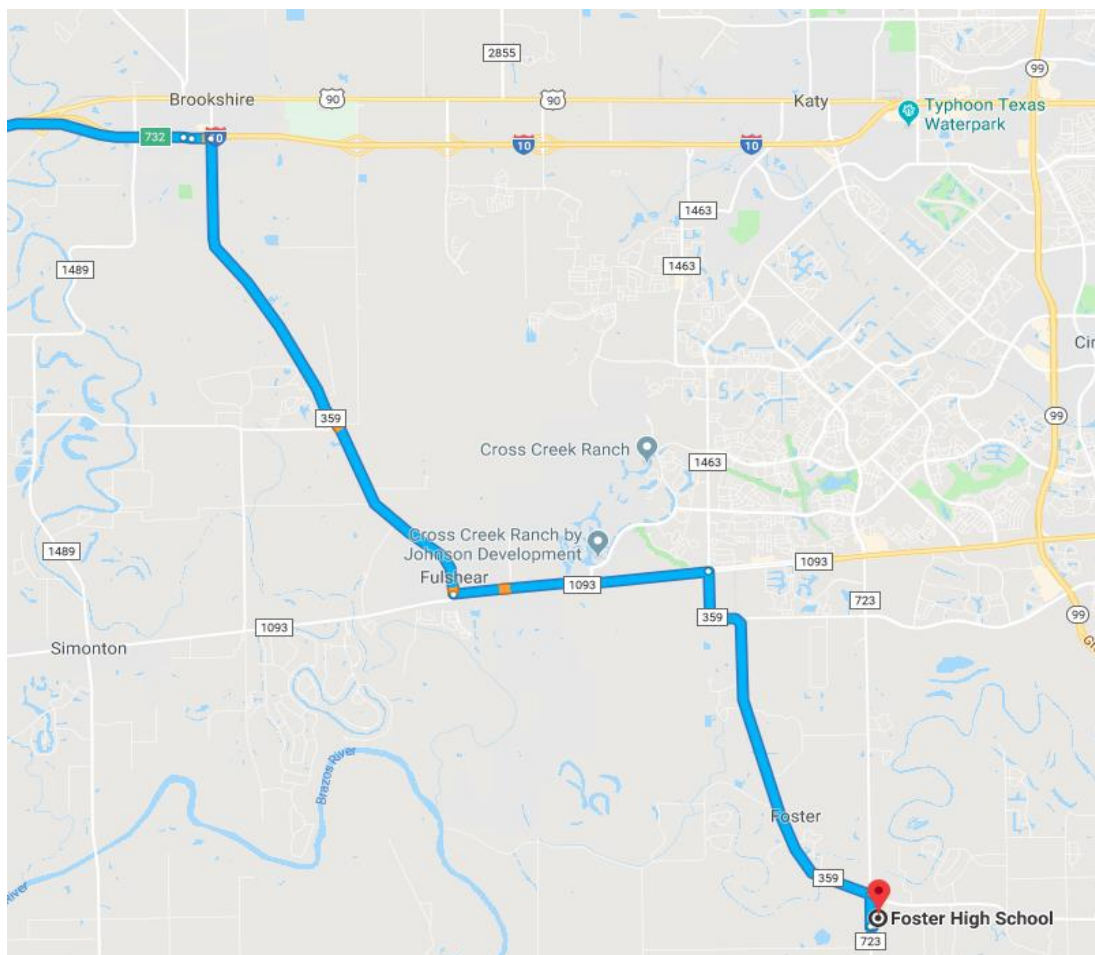 2855
99
Brookshire
90
90
Katy
Typhoon Texas
Waterpark
732
10
10
1463
1463
1489
Cin
359
99
Cross Creek Ranch
1463
Cross Creek Ranch by
Johnson Development
1489
1093
Fulshear
1093
723
359
99
1093
Simonton
Brazos River
Foster
359
River
Foster High School
723